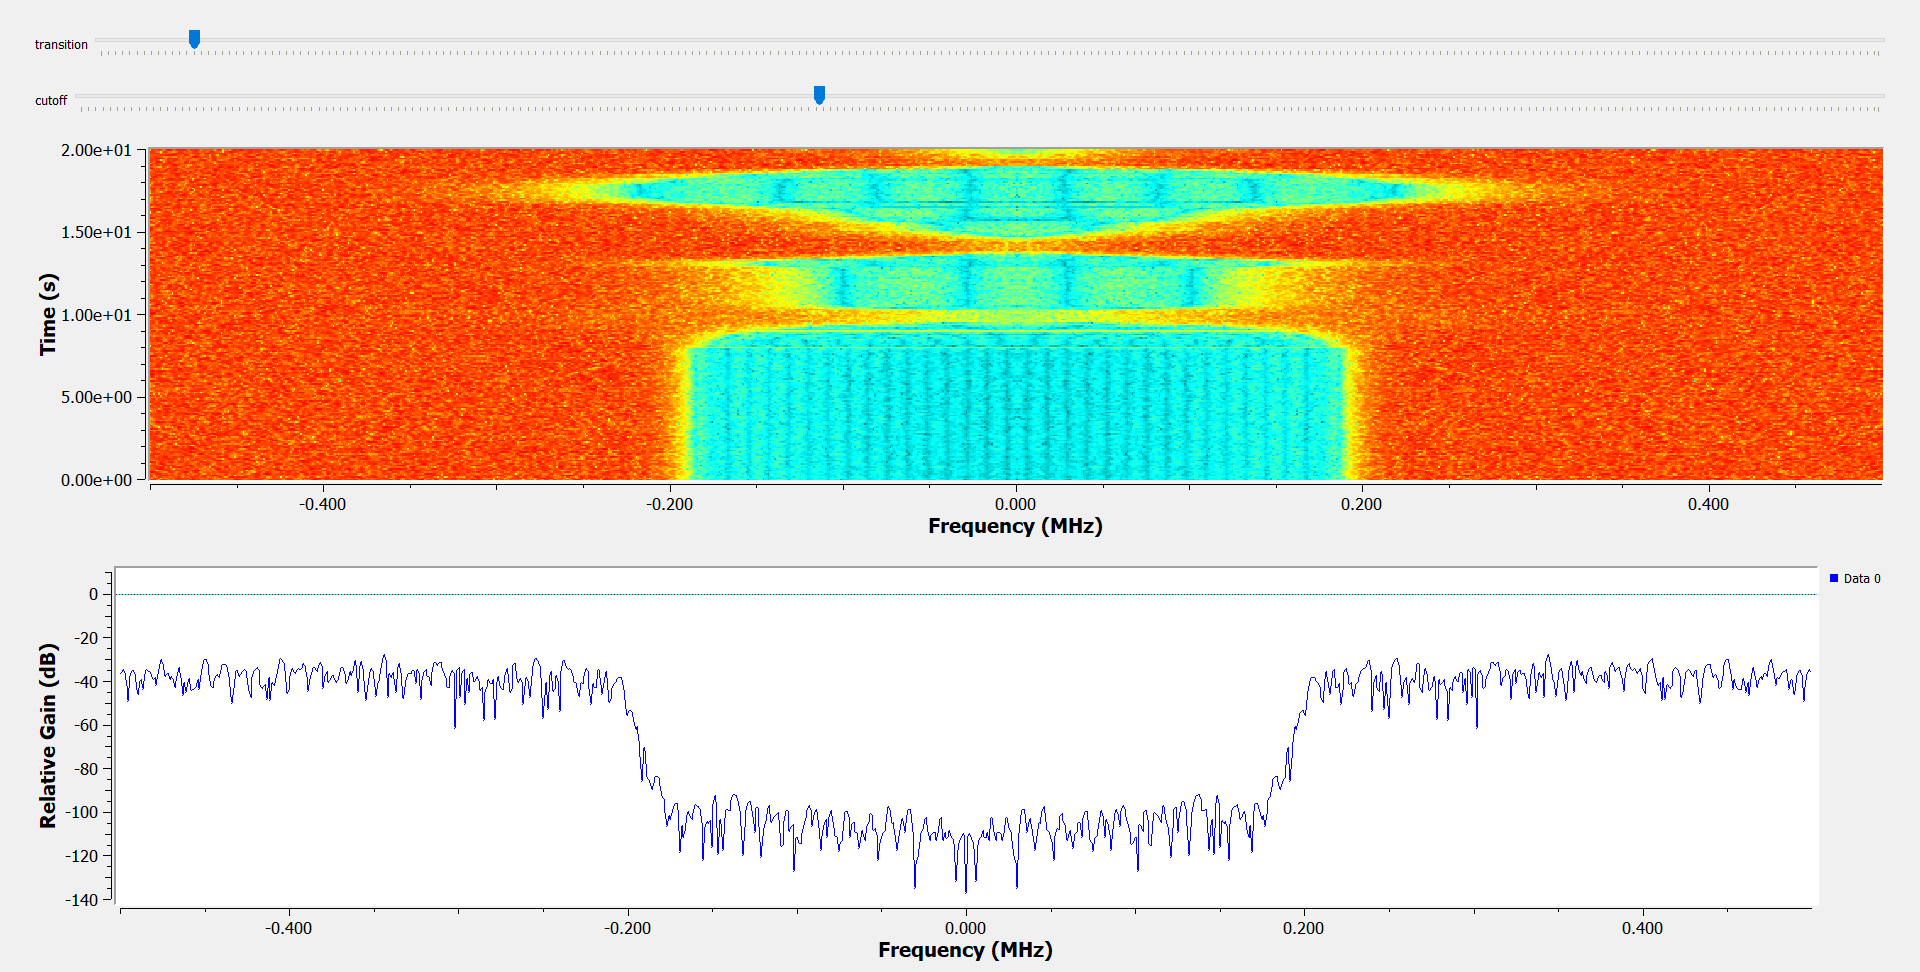 transition
cutoff
2.00e+01
1.50e+01
1.00e+01
5.00e+00
0.00e+00
Time (s)
-0.400 -0.200 0.000 0.200 0.400
Frequency (MHz)
Data 0
0
-20
-40
-60
-80
-100
-120
-140
Relative Gain (dB)
-0.400 -0.200 0.000 0.200 0.400
Frequency (MHz)